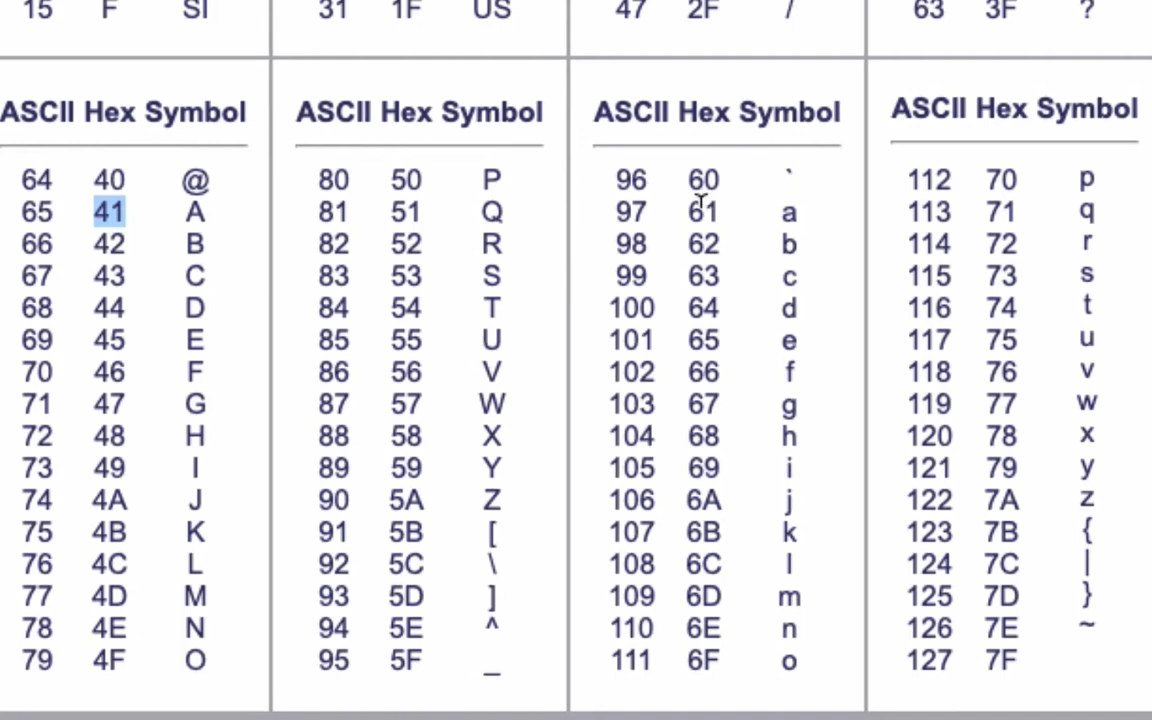 15 F SI 31 1F US 47 2F / 63 3F ?
ASCII Hex Symbol ASCII Hex Symbol ASCII Hex Symbol ASCII Hex Symbol
64 40 @ 80 50 P 96 60 ` 112 70 p
65 41 A 81 51 Q 97 61 a 113 71 q
66 42 B 82 52 R 98 62 b 114 72 r
67 43 C 83 53 S 99 63 c 115 73 s
68 44 D 84 54 T 100 64 d 116 74 t
69 45 E 85 55 U 101 65 e 117 75 u
70 46 F 86 56 V 102 66 f 118 76 v
71 47 G 87 57 W 103 67 g 119 77 w
72 48 H 88 58 X 104 68 h 120 78 x
73 49 I 89 59 Y 105 69 i 121 79 y
74 4A J 90 5A Z 106 6A j 122 7A z
75 4B K 91 5B [ 107 6B k 123 7B {
76 4C L 92 5C \ 108 6C l 124 7C |
77 4D M 93 5D ] 109 6D m 125 7D }
78 4E N 94 5E ^ 110 6E n 126 7E ~
79 4F O 95 5F _ 111 6F o 127 7F